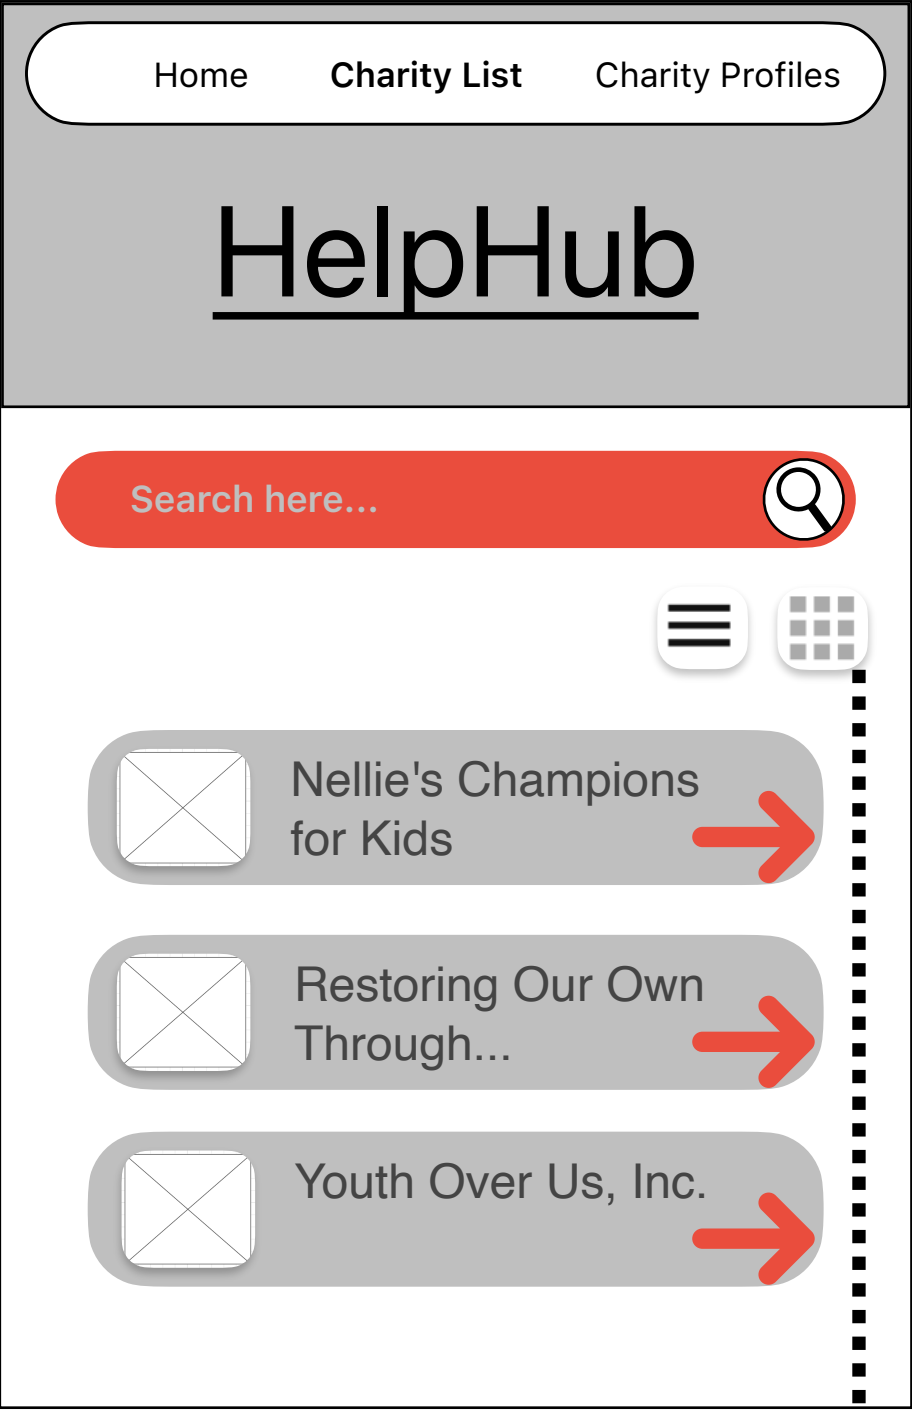 Home Charity List Charity Profiles
HelpHub
Search here...
Nellie's Champions
for Kids
Restoring Our Own
Through...
Youth Over Us, Inc.